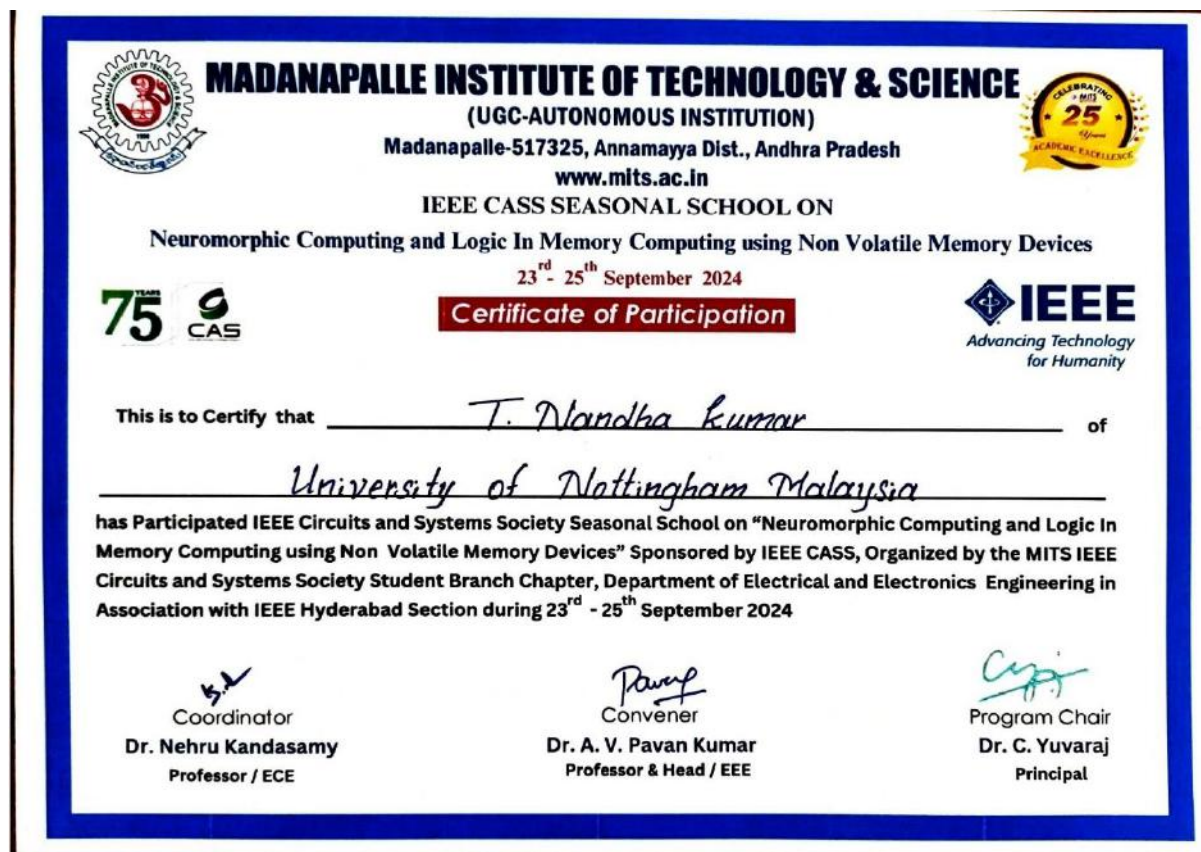 MADANAPALLE INSTITUTE OF TECHNOLOGY & SCIENCE
(UGC-AUTONOMOUS INSTITUTION)
Madanapalle-517325, Annamayya Dist., Andhra Pradesh
www.mits.ac.in
CELEBRATING
MITS
25
Years
ACADEMIC EXCELLENCE
IEEE CASS SEASONAL SCHOOL ON
Neuromorphic Computing and Logic In Memory Computing using Non Volatile Memory Devices
23rd- 25th September 2024
75 YEARS
CAS
Certificate of Participation
IEEE
Advancing Technology
for Humanity
This is to Certify that T. Nandha kumar of
University of Nottingham Malaysia
has Participated IEEE Circuits and Systems Society Seasonal School on “Neuromorphic Computing and Logic In
Memory Computing using Non Volatile Memory Devices” Sponsored by IEEE CASS, Organized by the MITS IEEE
Circuits and Systems Society Student Branch Chapter, Department of Electrical and Electronics Engineering in
Association with IEEE Hyderabad Section during 23rd - 25th September 2024
Coordinator
Dr. Nehru Kandasamy
Professor / ECE
Convener
Dr. A. V. Pavan Kumar
Professor & Head / EEE
Program Chair
Dr. C. Yuvaraj
Principal